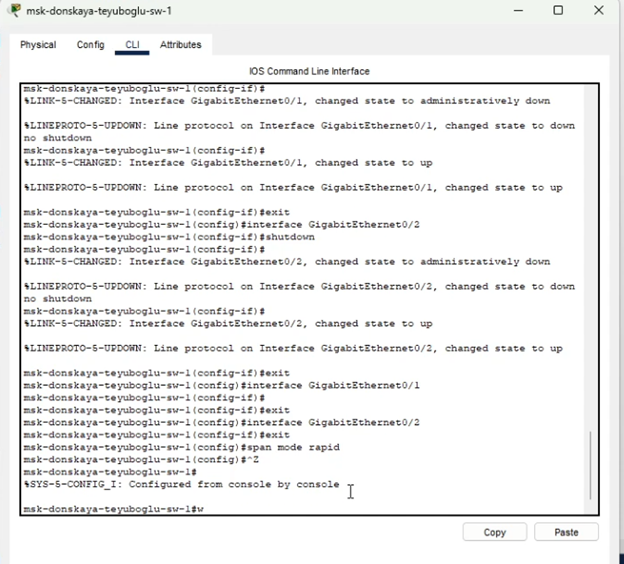 msk-donskaya-teyuboglu-sw-1
Physical Config CLI Attributes
IOS Command Line Interface
msk-donskaya-teyuboglu-sw-1(config-if)#
%LINK-5-CHANGED: Interface GigabitEthernet0/1, changed state to administratively down
%LINEPROTO-5-UPDOWN: Line protocol on Interface GigabitEthernet0/1, changed state to down
no shutdown
msk-donskaya-teyuboglu-sw-1(config-if)#
%LINK-5-CHANGED: Interface GigabitEthernet0/1, changed state to up
%LINEPROTO-5-UPDOWN: Line protocol on Interface GigabitEthernet0/1, changed state to up
msk-donskaya-teyuboglu-sw-1(config-if)#exit
msk-donskaya-teyuboglu-sw-1(config)#interface GigabitEthernet0/2
msk-donskaya-teyuboglu-sw-1(config-if)#shutdown
msk-donskaya-teyuboglu-sw-1(config-if)#
%LINK-5-CHANGED: Interface GigabitEthernet0/2, changed state to administratively down
%LINEPROTO-5-UPDOWN: Line protocol on Interface GigabitEthernet0/2, changed state to down
no shutdown
msk-donskaya-teyuboglu-sw-1(config-if)#
%LINK-5-CHANGED: Interface GigabitEthernet0/2, changed state to up
%LINEPROTO-5-UPDOWN: Line protocol on Interface GigabitEthernet0/2, changed state to up
msk-donskaya-teyuboglu-sw-1(config-if)#exit
msk-donskaya-teyuboglu-sw-1(config)#interface GigabitEthernet0/1
msk-donskaya-teyuboglu-sw-1(config-if)#
msk-donskaya-teyuboglu-sw-1(config-if)#exit
msk-donskaya-teyuboglu-sw-1(config)#interface GigabitEthernet0/2
msk-donskaya-teyuboglu-sw-1(config-if)#exit
msk-donskaya-teyuboglu-sw-1(config)#span mode rapid
msk-donskaya-teyuboglu-sw-1(config)#^Z
msk-donskaya-teyuboglu-sw-1#
%SYS-5-CONFIG_I: Configured from console by console
msk-donskaya-teyuboglu-sw-1#w
Copy Paste